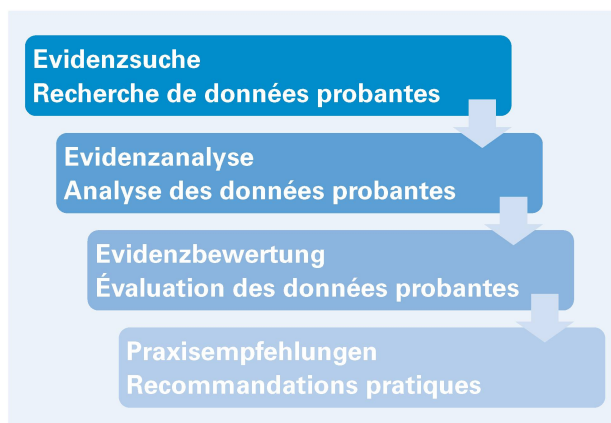 Evidenzsuche
Recherche de données probantes
Evidenzanalyse
Analyse des données probantes
Evidenzbewertung
Évaluation des données probantes
Praxisempfehlungen
Recommandations pratiques